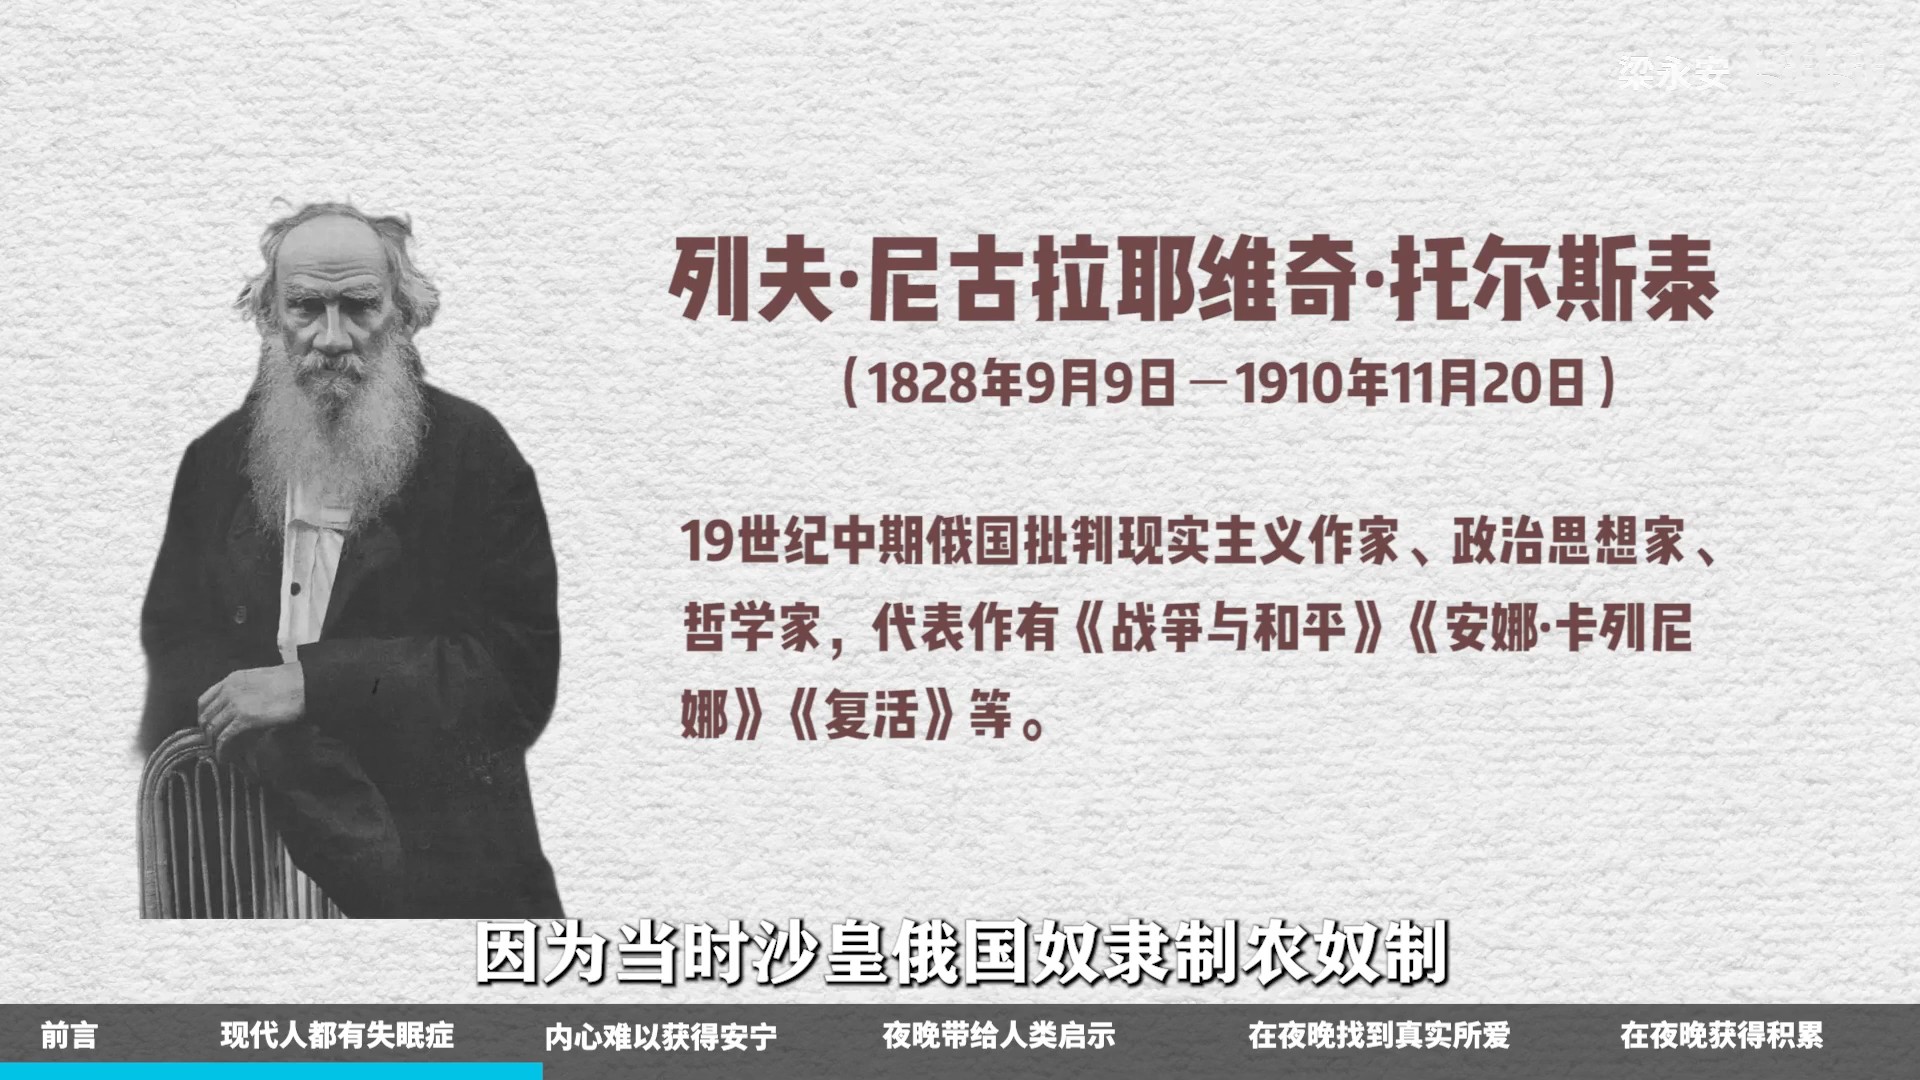 梁永安
列夫·尼古拉耶维奇·托尔斯泰
（1828年9月9日—1910年11月20日）
19世纪中期俄国批判现实主义作家、政治思想家、
哲学家，代表作有《战争与和平》《安娜·卡列尼
娜》《复活》等。
因为当时沙皇俄国奴隶制农奴制
前言
现代人都有失眠症
内心难以获得安宁
夜晚带给人类启示
在夜晚找到真实所爱
在夜晚获得积累